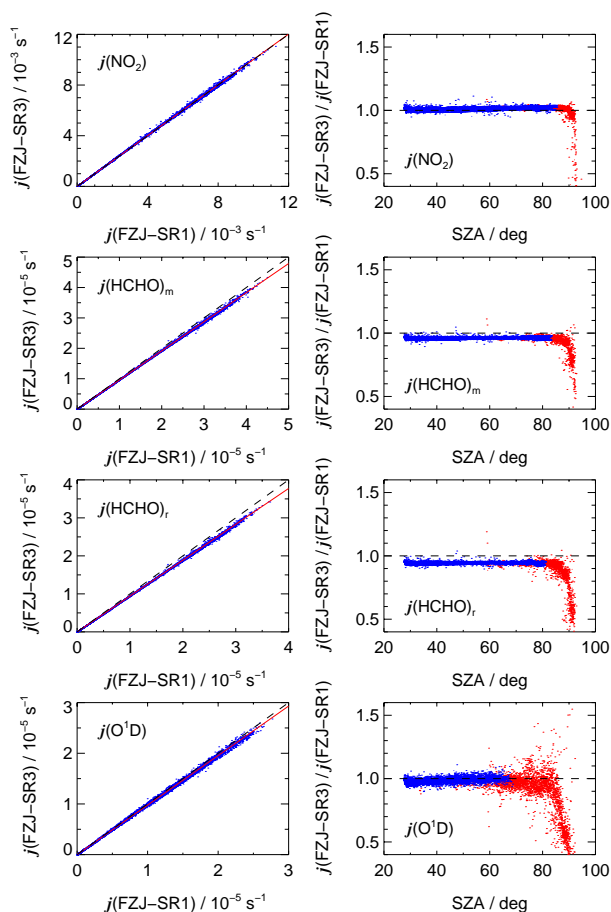 j(FZJ–SR3) / 10⁻³ s⁻¹
12
8
4
0
j(NO₂)
0 4 8 12
j(FZJ–SR1) / 10⁻³ s⁻¹
j(FZJ–SR3) / j(FZJ–SR1)
1.5
1.0
0.5
j(NO₂)
20 40 60 80 100
SZA / deg
j(FZJ–SR3) / 10⁻⁵ s⁻¹
5
4
3
2
1
0
j(HCHO)ₘ
0 1 2 3 4 5
j(FZJ–SR1) / 10⁻⁵ s⁻¹
j(FZJ–SR3) / j(FZJ–SR1)
1.5
1.0
0.5
j(HCHO)ₘ
20 40 60 80 100
SZA / deg
j(FZJ–SR3) / 10⁻⁵ s⁻¹
4
3
2
1
0
j(HCHO)ᵣ
0 1 2 3 4
j(FZJ–SR1) / 10⁻⁵ s⁻¹
j(FZJ–SR3) / j(FZJ–SR1)
1.5
1.0
0.5
j(HCHO)ᵣ
20 40 60 80 100
SZA / deg
j(FZJ–SR3) / 10⁻⁵ s⁻¹
3
2
1
0
j(O¹D)
0 1 2 3
j(FZJ–SR1) / 10⁻⁵ s⁻¹
j(FZJ–SR3) / j(FZJ–SR1)
1.5
1.0
0.5
j(O¹D)
20 40 60 80 100
SZA / deg